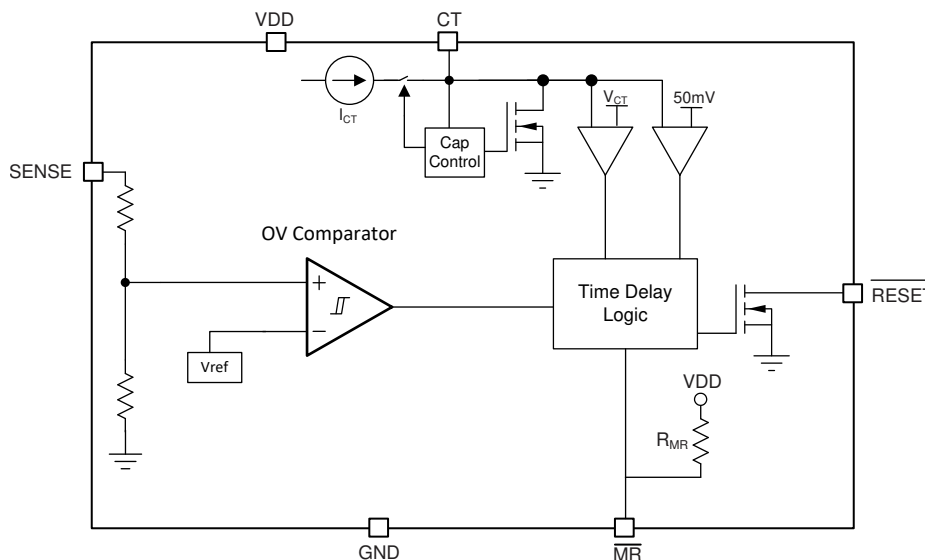 VDD
CT
I_CT
V_CT
50mV
Cap
Control
SENSE
OV Comparator
+
−
Vref
Time Delay
Logic
RESET
VDD
R_MR
GND
MR